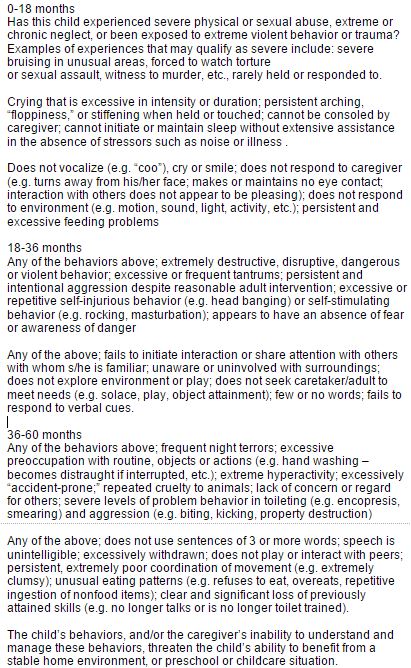 0-18 months
Has this child experienced severe physical or sexual abuse, extreme or
chronic neglect, or been exposed to extreme violent behavior or trauma?
Examples of experiences that may qualify as severe include: severe
bruising in unusual areas, forced to watch torture
or sexual assault, witness to murder, etc., rarely held or responded to.
Crying that is excessive in intensity or duration; persistent arching,
“floppiness,” or stiffening when held or touched; cannot be consoled by
caregiver; cannot initiate or maintain sleep without extensive assistance
in the absence of stressors such as noise or illness .
Does not vocalize (e.g. “coo”), cry or smile; does not respond to caregiver
(e.g. turns away from his/her face; makes or maintains no eye contact;
interaction with others does not appear to be pleasing); does not respond
to environment (e.g. motion, sound, light, activity, etc.); persistent and
excessive feeding problems
18-36 months
Any of the behaviors above; extremely destructive, disruptive, dangerous
or violent behavior; excessive or frequent tantrums; persistent and
intentional aggression despite reasonable adult intervention; excessive or
repetitive self-injurious behavior (e.g. head banging) or self-stimulating
behavior (e.g. rocking, masturbation); appears to have an absence of fear
or awareness of danger
Any of the above; fails to initiate interaction or share attention with others
with whom s/he is familiar; unaware or uninvolved with surroundings;
does not explore environment or play; does not seek caretaker/adult to
meet needs (e.g. solace, play, object attainment); few or no words; fails to
respond to verbal cues.
36-60 months
Any of the behaviors above; frequent night terrors; excessive
preoccupation with routine, objects or actions (e.g. hand washing –
becomes distraught if interrupted, etc.); extreme hyperactivity; excessively
“accident-prone;” repeated cruelty to animals; lack of concern or regard
for others; severe levels of problem behavior in toileting (e.g. encopresis,
smearing) and aggression (e.g. biting, kicking, property destruction)
Any of the above; does not use sentences of 3 or more words; speech is
unintelligible; excessively withdrawn; does not play or interact with peers;
persistent, extremely poor coordination of movement (e.g. extremely
clumsy); unusual eating patterns (e.g. refuses to eat, overeats, repetitive
ingestion of nonfood items); clear and significant loss of previously
attained skills (e.g. no longer talks or is no longer toilet trained).
The child’s behaviors, and/or the caregiver’s inability to understand and
manage these behaviors, threaten the child’s ability to benefit from a
stable home environment, or preschool or childcare situation.